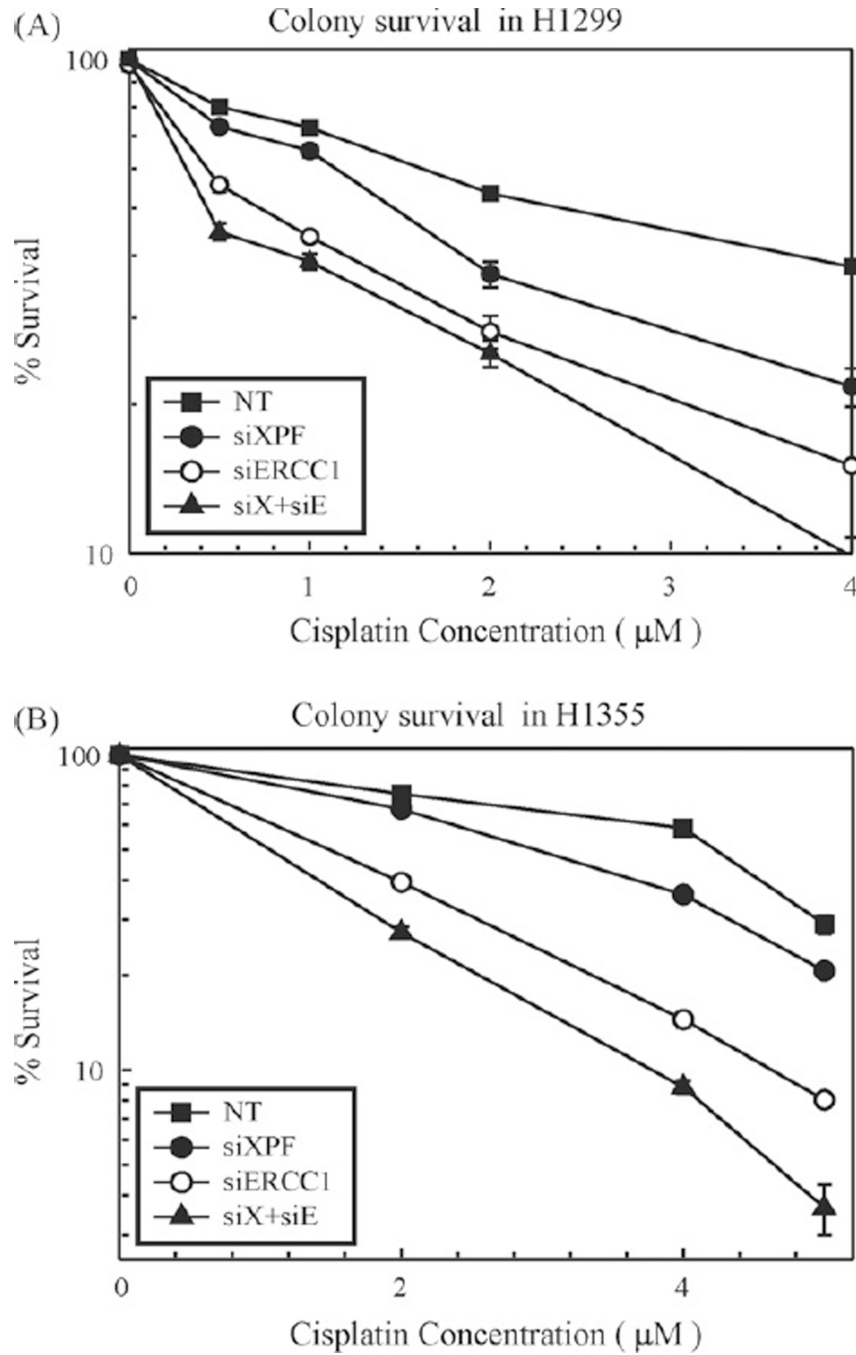 (A)
Colony survival in H1299
100
% Survival
10
NT
siXPF
siERCC1
siX+siE
0 1 2 3 4
Cisplatin Concentration ( μM )
(B)
Colony survival in H1355
100
% Survival
10
NT
siXPF
siERCC1
siX+siE
0 2 4
Cisplatin Concentration ( μM )